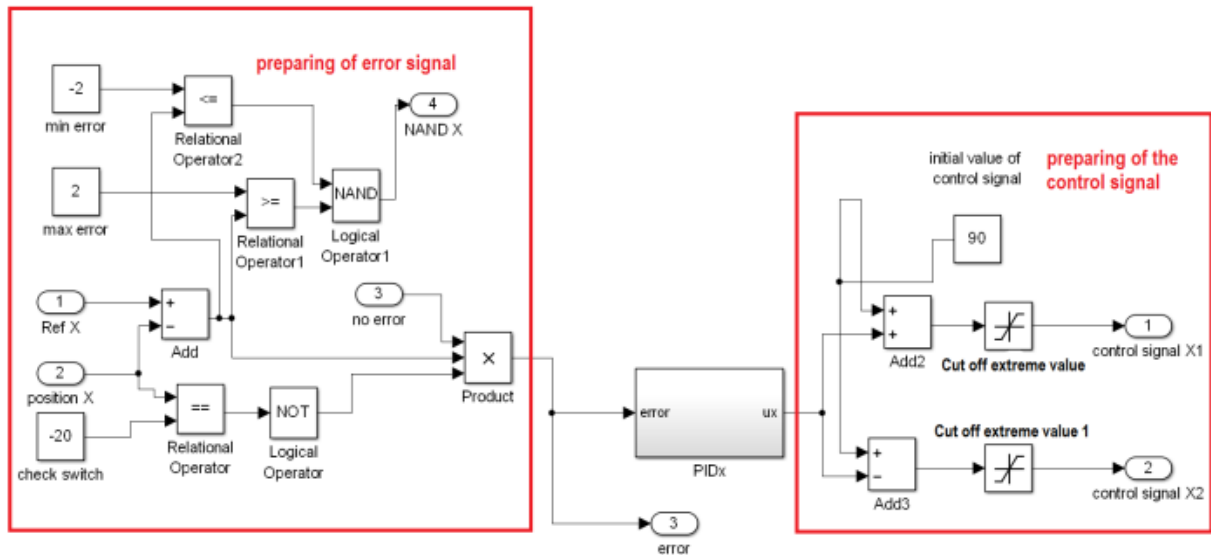 preparing of error signal
-2
min error
<=
Relational
Operator2
4
NAND X
2
max error
>=
Relational
Operator1
NAND
Logical
Operator1
1
Ref X
+
−
Add
3
no error
2
position X
-20
check switch
==
Relational
Operator
NOT
Logical
Operator
×
Product
error
ux
PIDx
3
error
initial value of
control signal
preparing of the
control signal
90
+
+
Add2
Cut off extreme value
1
control signal X1
+
−
Add3
Cut off extreme value 1
2
control signal X2